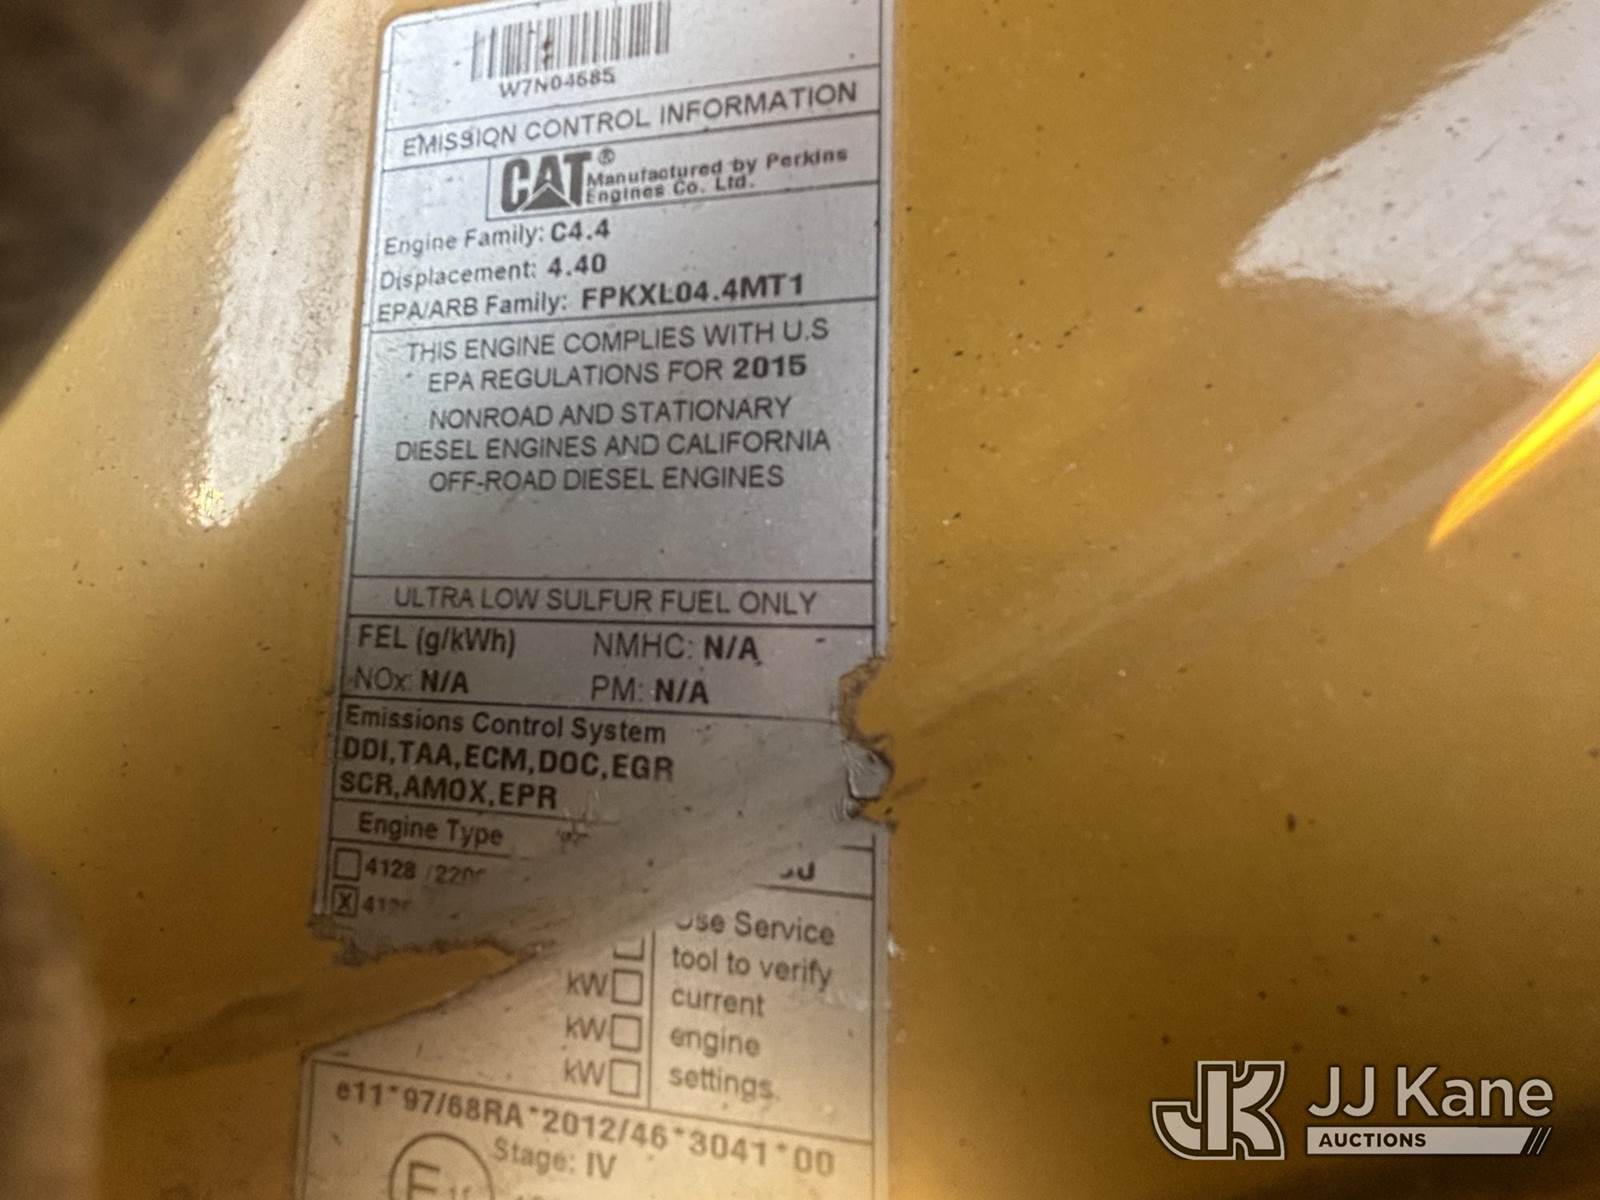 W7N04685
EMISSION CONTROL INFORMATION
CAT® Manufactured by Perkins
Engines Co. Ltd.
Engine Family: C4.4
Displacement: 4.40
EPA/ARB Family: FPKXL04.4MT1
THIS ENGINE COMPLIES WITH U.S
EPA REGULATIONS FOR 2015
NONROAD AND STATIONARY
DIESEL ENGINES AND CALIFORNIA
OFF-ROAD DIESEL ENGINES
ULTRA LOW SULFUR FUEL ONLY
FEL (g/kWh) NMHC: N/A
NOx: N/A PM: N/A
Emissions Control System
DDI,TAA,ECM,DOC,EGR
SCR,AMOX,EPR
Engine Type
4128
X
Use Service
tool to verify
kW current
kW engine
kW settings.
e11*97/68RA*2012/46*3041*00
Stage: IV
E
JK JJ Kane
AUCTIONS